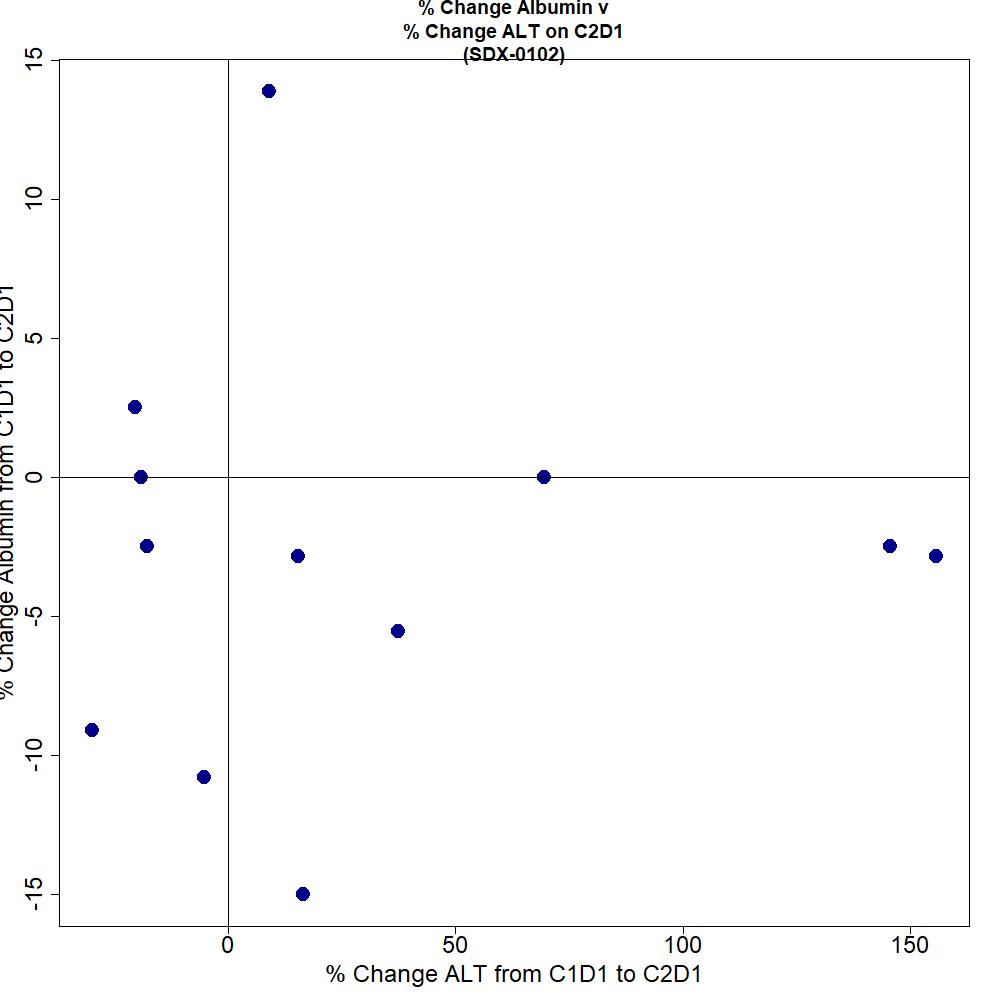 % Change Albumin v
% Change ALT on C2D1
(SDX-0102)
% Change Albumin from C1D1 to C2D1
15
10
5
0
-5
-10
-15
0
50
100
150
% Change ALT from C1D1 to C2D1